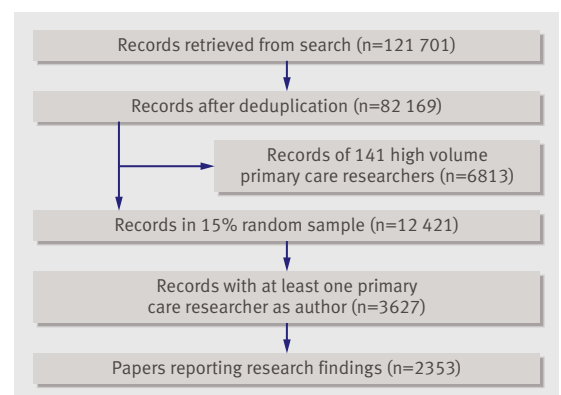 Records retrieved from search (n=121 701)
Records after deduplication (n=82 169)
Records of 141 high volume
primary care researchers (n=6813)
Records in 15% random sample (n=12 421)
Records with at least one primary
care researcher as author (n=3627)
Papers reporting research findings (n=2353)